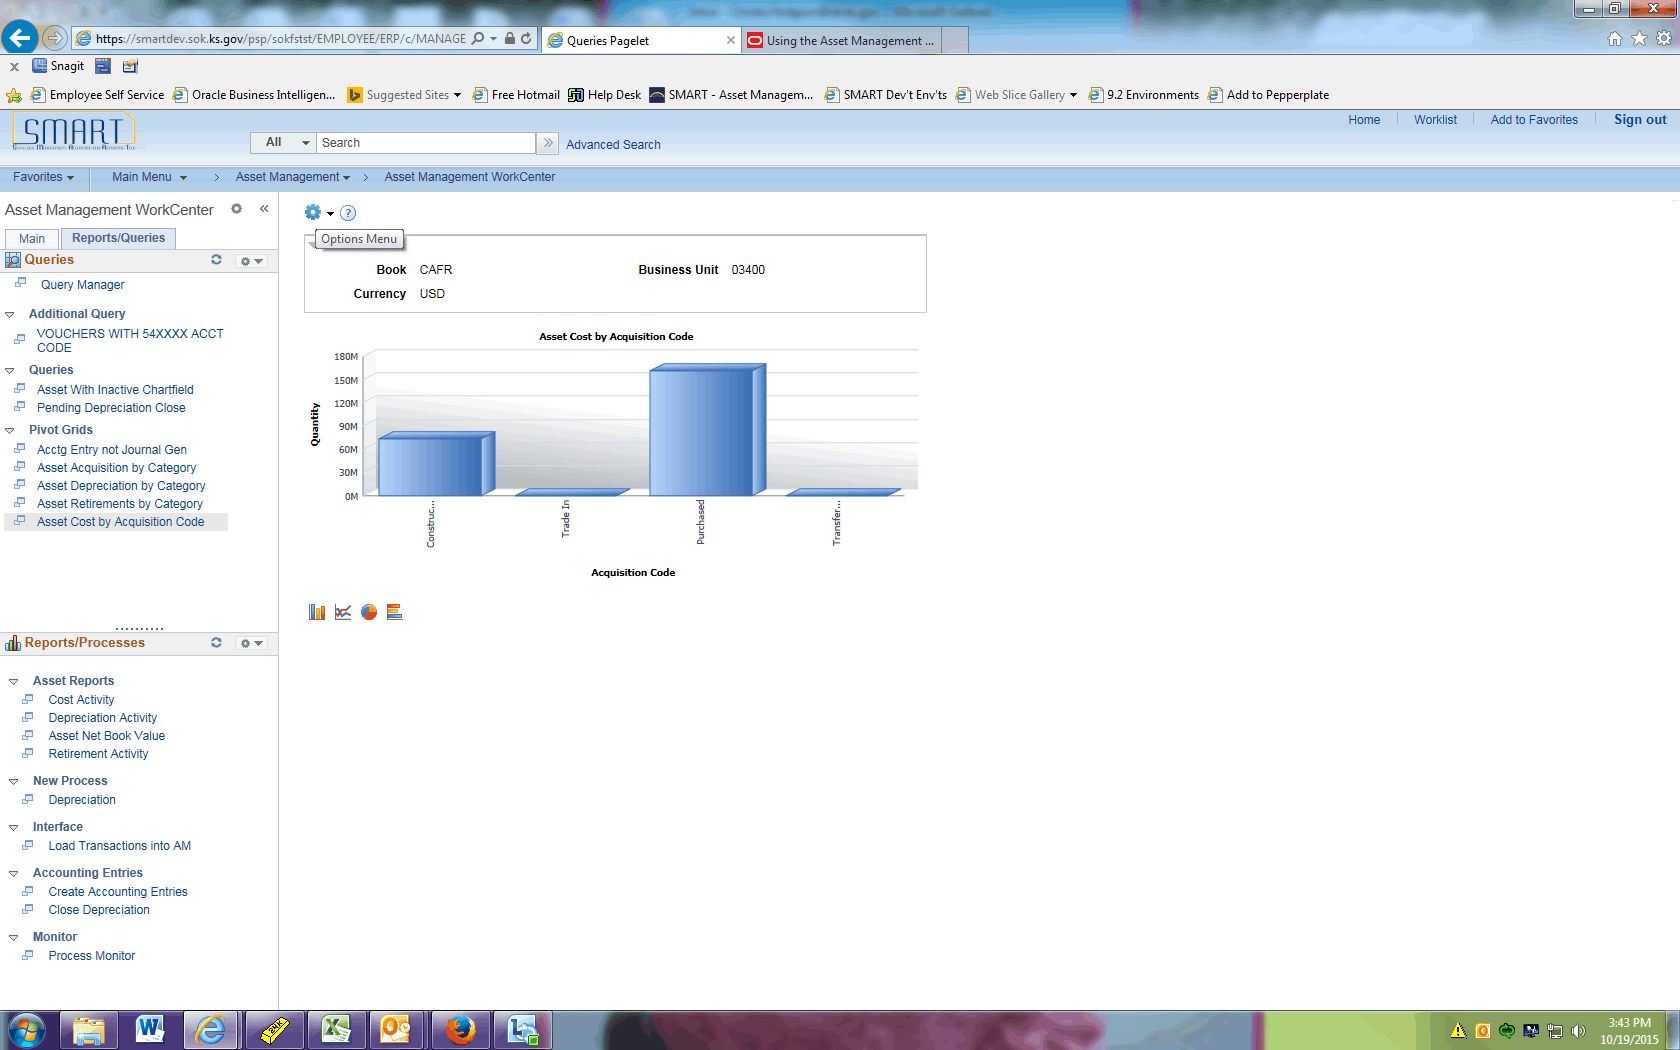 https://smartdev.sok.ks.gov/psp/sokfstst/EMPLOYEE/ERP/c/MANAGE
Queries Pagelet
Using the Asset Management ...
Snagit
Employee Self Service
Oracle Business Intelligen...
Suggested Sites
Free Hotmail
Help Desk
SMART - Asset Managem...
SMART Dev't Env'ts
Web Slice Gallery
9.2 Environments
Add to Pepperplate
SMART
Home
Worklist
Add to Favorites
Sign out
All
Search
Advanced Search
Favorites
Main Menu
Asset Management
Asset Management WorkCenter
Asset Management WorkCenter
Main
Reports/Queries
Queries
Query Manager
Additional Query
VOUCHERS WITH 54XXXX ACCT
CODE
Queries
Asset With Inactive Chartfield
Pending Depreciation Close
Pivot Grids
Acctg Entry not Journal Gen
Asset Acquisition by Category
Asset Depreciation by Category
Asset Retirements by Category
Asset Cost by Acquisition Code
Reports/Processes
Asset Reports
Cost Activity
Depreciation Activity
Asset Net Book Value
Retirement Activity
New Process
Depreciation
Interface
Load Transactions into AM
Accounting Entries
Create Accounting Entries
Close Depreciation
Monitor
Process Monitor
Options Menu
Book CAFR
Business Unit 03400
Currency USD
Asset Cost by Acquisition Code
180M
150M
120M
90M
60M
30M
0M
Quantity
Construc...
Trade In
Purchased
Transfer...
Acquisition Code
3:43 PM
10/19/2015